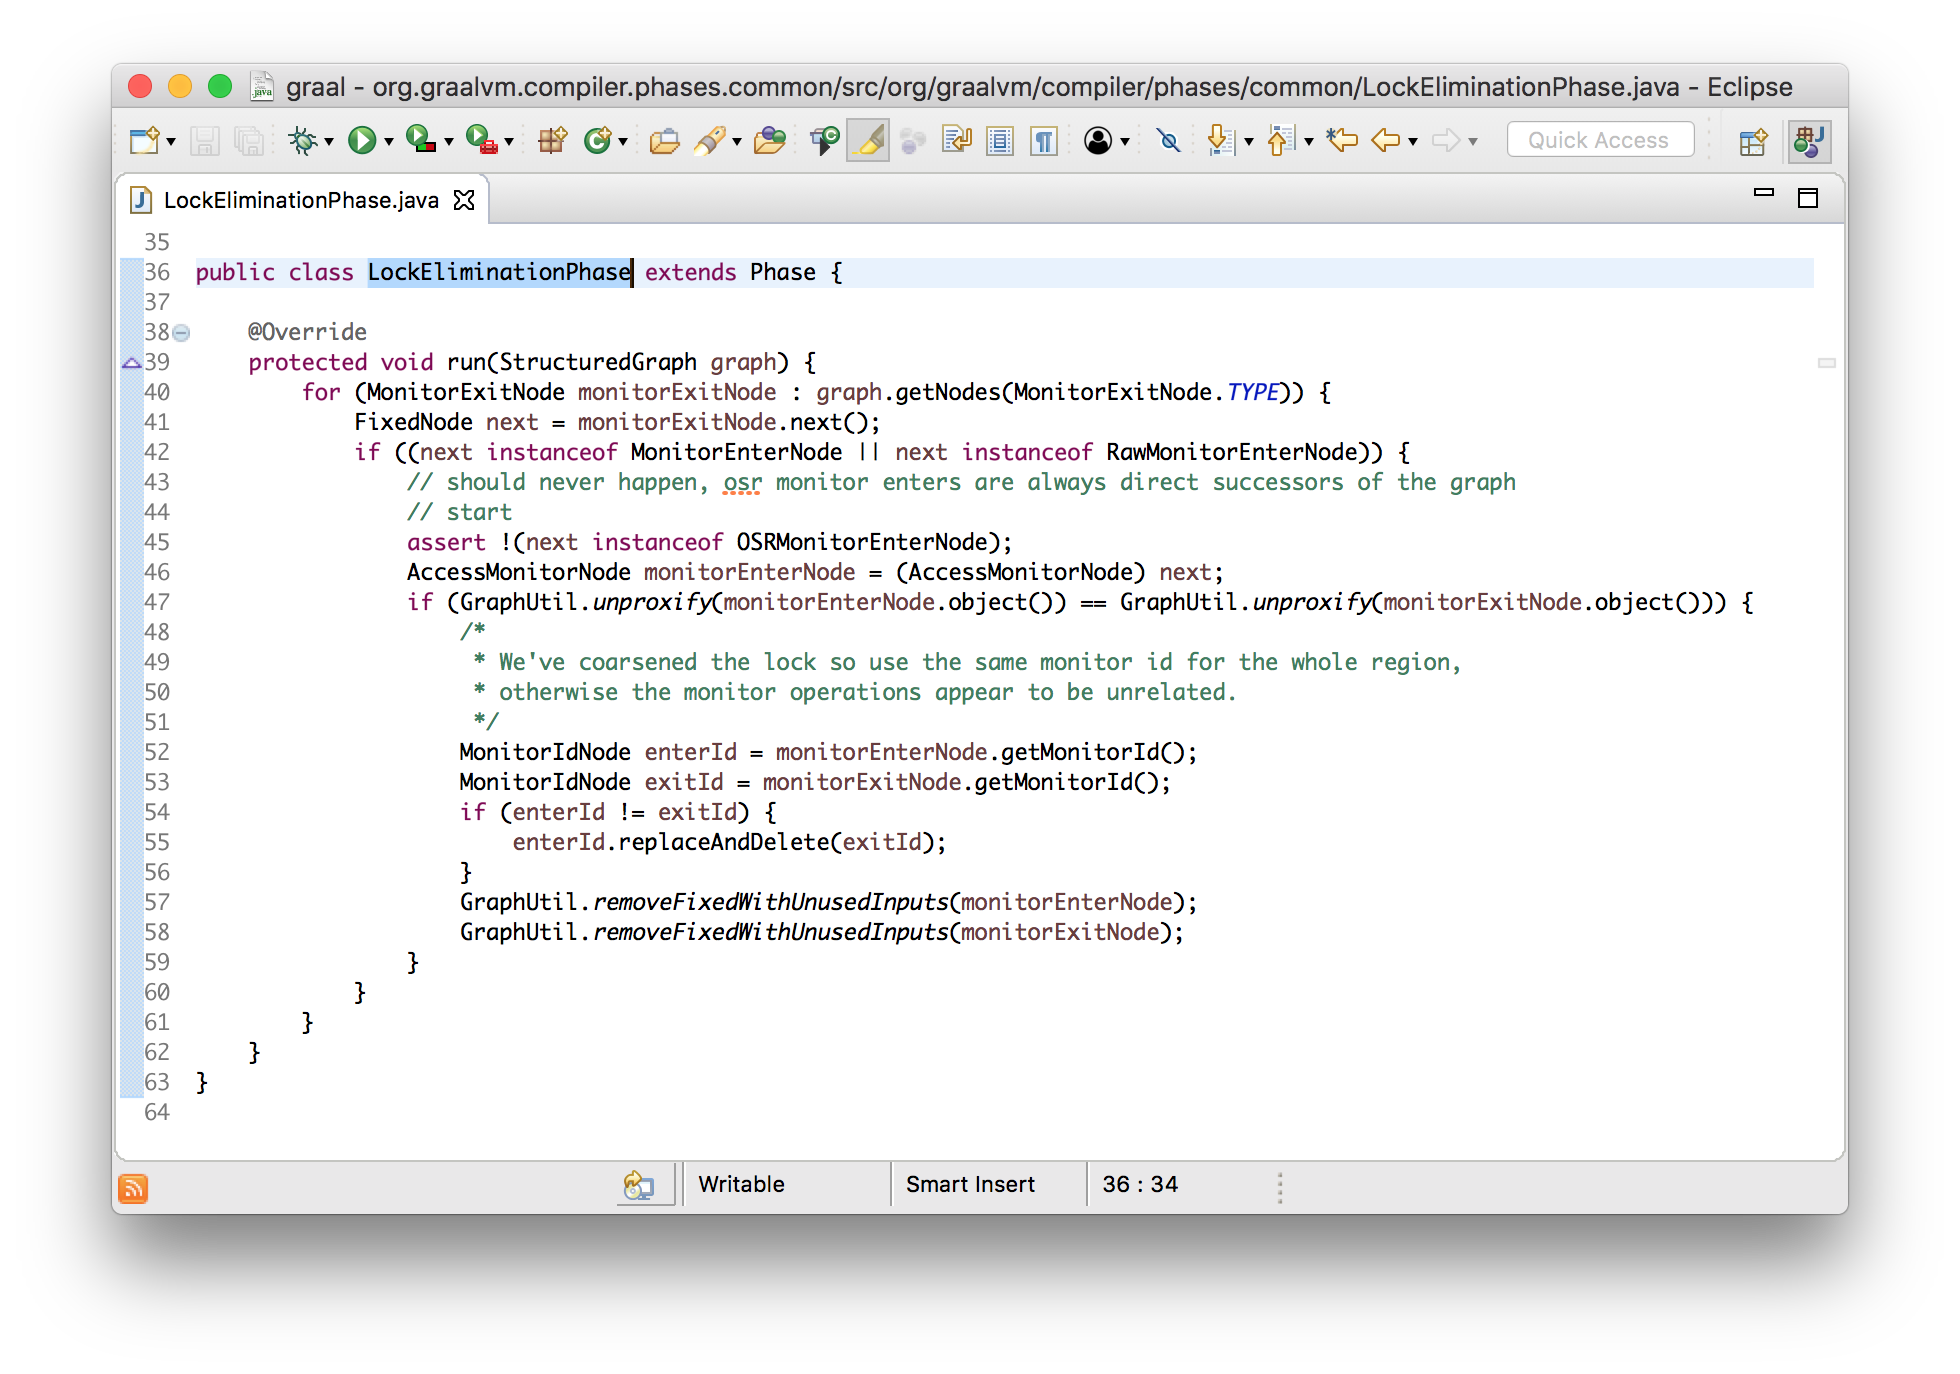 graal - org.graalvm.compiler.phases.common/src/org/graalvm/compiler/phases/common/LockEliminationPhase.java - Eclipse
Quick Access
LockEliminationPhase.java
35
36 public class LockEliminationPhase extends Phase {
37
38     @Override
39     protected void run(StructuredGraph graph) {
40         for (MonitorExitNode monitorExitNode : graph.getNodes(MonitorExitNode.TYPE)) {
41             FixedNode next = monitorExitNode.next();
42             if ((next instanceof MonitorEnterNode || next instanceof RawMonitorEnterNode)) {
43                 // should never happen, osr monitor enters are always direct successors of the graph
44                 // start
45                 assert !(next instanceof OSRMonitorEnterNode);
46                 AccessMonitorNode monitorEnterNode = (AccessMonitorNode) next;
47                 if (GraphUtil.unproxify(monitorEnterNode.object()) == GraphUtil.unproxify(monitorExitNode.object())) {
48                     /*
49                      * We've coarsened the lock so use the same monitor id for the whole region,
50                      * otherwise the monitor operations appear to be unrelated.
51                      */
52                     MonitorIdNode enterId = monitorEnterNode.getMonitorId();
53                     MonitorIdNode exitId = monitorExitNode.getMonitorId();
54                     if (enterId != exitId) {
55                         enterId.replaceAndDelete(exitId);
56                     }
57                     GraphUtil.removeFixedWithUnusedInputs(monitorEnterNode);
58                     GraphUtil.removeFixedWithUnusedInputs(monitorExitNode);
59                 }
60             }
61         }
62     }
63 }
64
Writable Smart Insert 36 : 34